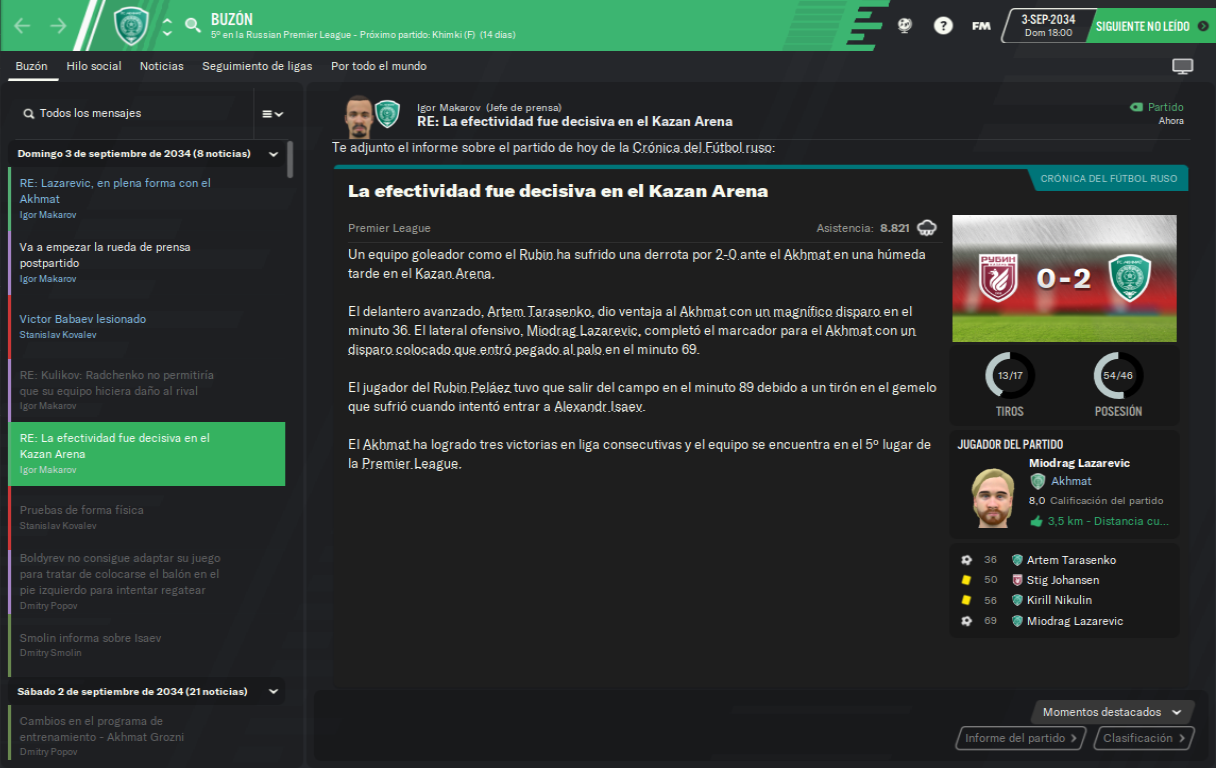 BUZÓN
5º en la Russian Premier League - Próximo partido: Khimki (F) (14 dias)
?
FM
3-SEP-2034
Dom 18:00
SIGUIENTE NO LEÍDO
Buzón
Hilo social
Noticias
Seguimiento de ligas
Por todo el mundo
Todos los mensajes
Domingo 3 de septiembre de 2034 (8 noticias)
RE: Lazarevic, en plena forma con el
Akhmat
Igor Makarov
Va a empezar la rueda de prensa
postpartido
Igor Makarov
Victor Babaev lesionado
Stanislav Kovalev
RE: Kulikov: Radchenko no permitiría
que su equipo hiciera daño al rival
Igor Makarov
RE: La efectividad fue decisiva en el
Kazan Arena
Igor Makarov
Pruebas de forma física
Stanislav Kovalev
Boldyrev no consigue adaptar su juego
para tratar de colocarse el balón en el
pie izquierdo para intentar regatear
Dmitry Popov
Smolin informa sobre Isaev
Dmitry Smolin
Sábado 2 de septiembre de 2034 (21 noticias)
Cambios en el programa de
entrenamiento - Akhmat Grozni
Dmitry Popov
Igor Makarov (Jefe de prensa)
RE: La efectividad fue decisiva en el Kazan Arena
Partido
Ahora
Te adjunto el informe sobre el partido de hoy de la Crónica del Fútbol ruso:
CRÓNICA DEL FÚTBOL RUSO
La efectividad fue decisiva en el Kazan Arena
Premier League
Asistencia: 8.821
Un equipo goleador como el Rubin ha sufrido una derrota por 2-0 ante el Akhmat en una húmeda
tarde en el Kazan Arena.
El delantero avanzado, Artem Tarasenko, dio ventaja al Akhmat con un magnífico disparo en el
minuto 36. El lateral ofensivo, Miodrag Lazarevic, completó el marcador para el Akhmat con un
disparo colocado que entró pegado al palo en el minuto 69.
El jugador del Rubin Peláez tuvo que salir del campo en el minuto 89 debido a un tirón en el gemelo
que sufrió cuando intentó entrar a Alexandr Isaev.
El Akhmat ha logrado tres victorias en liga consecutivas y el equipo se encuentra en el 5º lugar de
la Premier League.
РУБИН
0-2
13/17
TIROS
54/46
POSESIÓN
JUGADOR DEL PARTIDO
Miodrag Lazarevic
Akhmat
8,0 Calificación del partido
3,5 km - Distancia cu...
36 Artem Tarasenko
50 Stig Johansen
56 Kirill Nikulin
69 Miodrag Lazarevic
Momentos destacados
Informe del partido
Clasificación